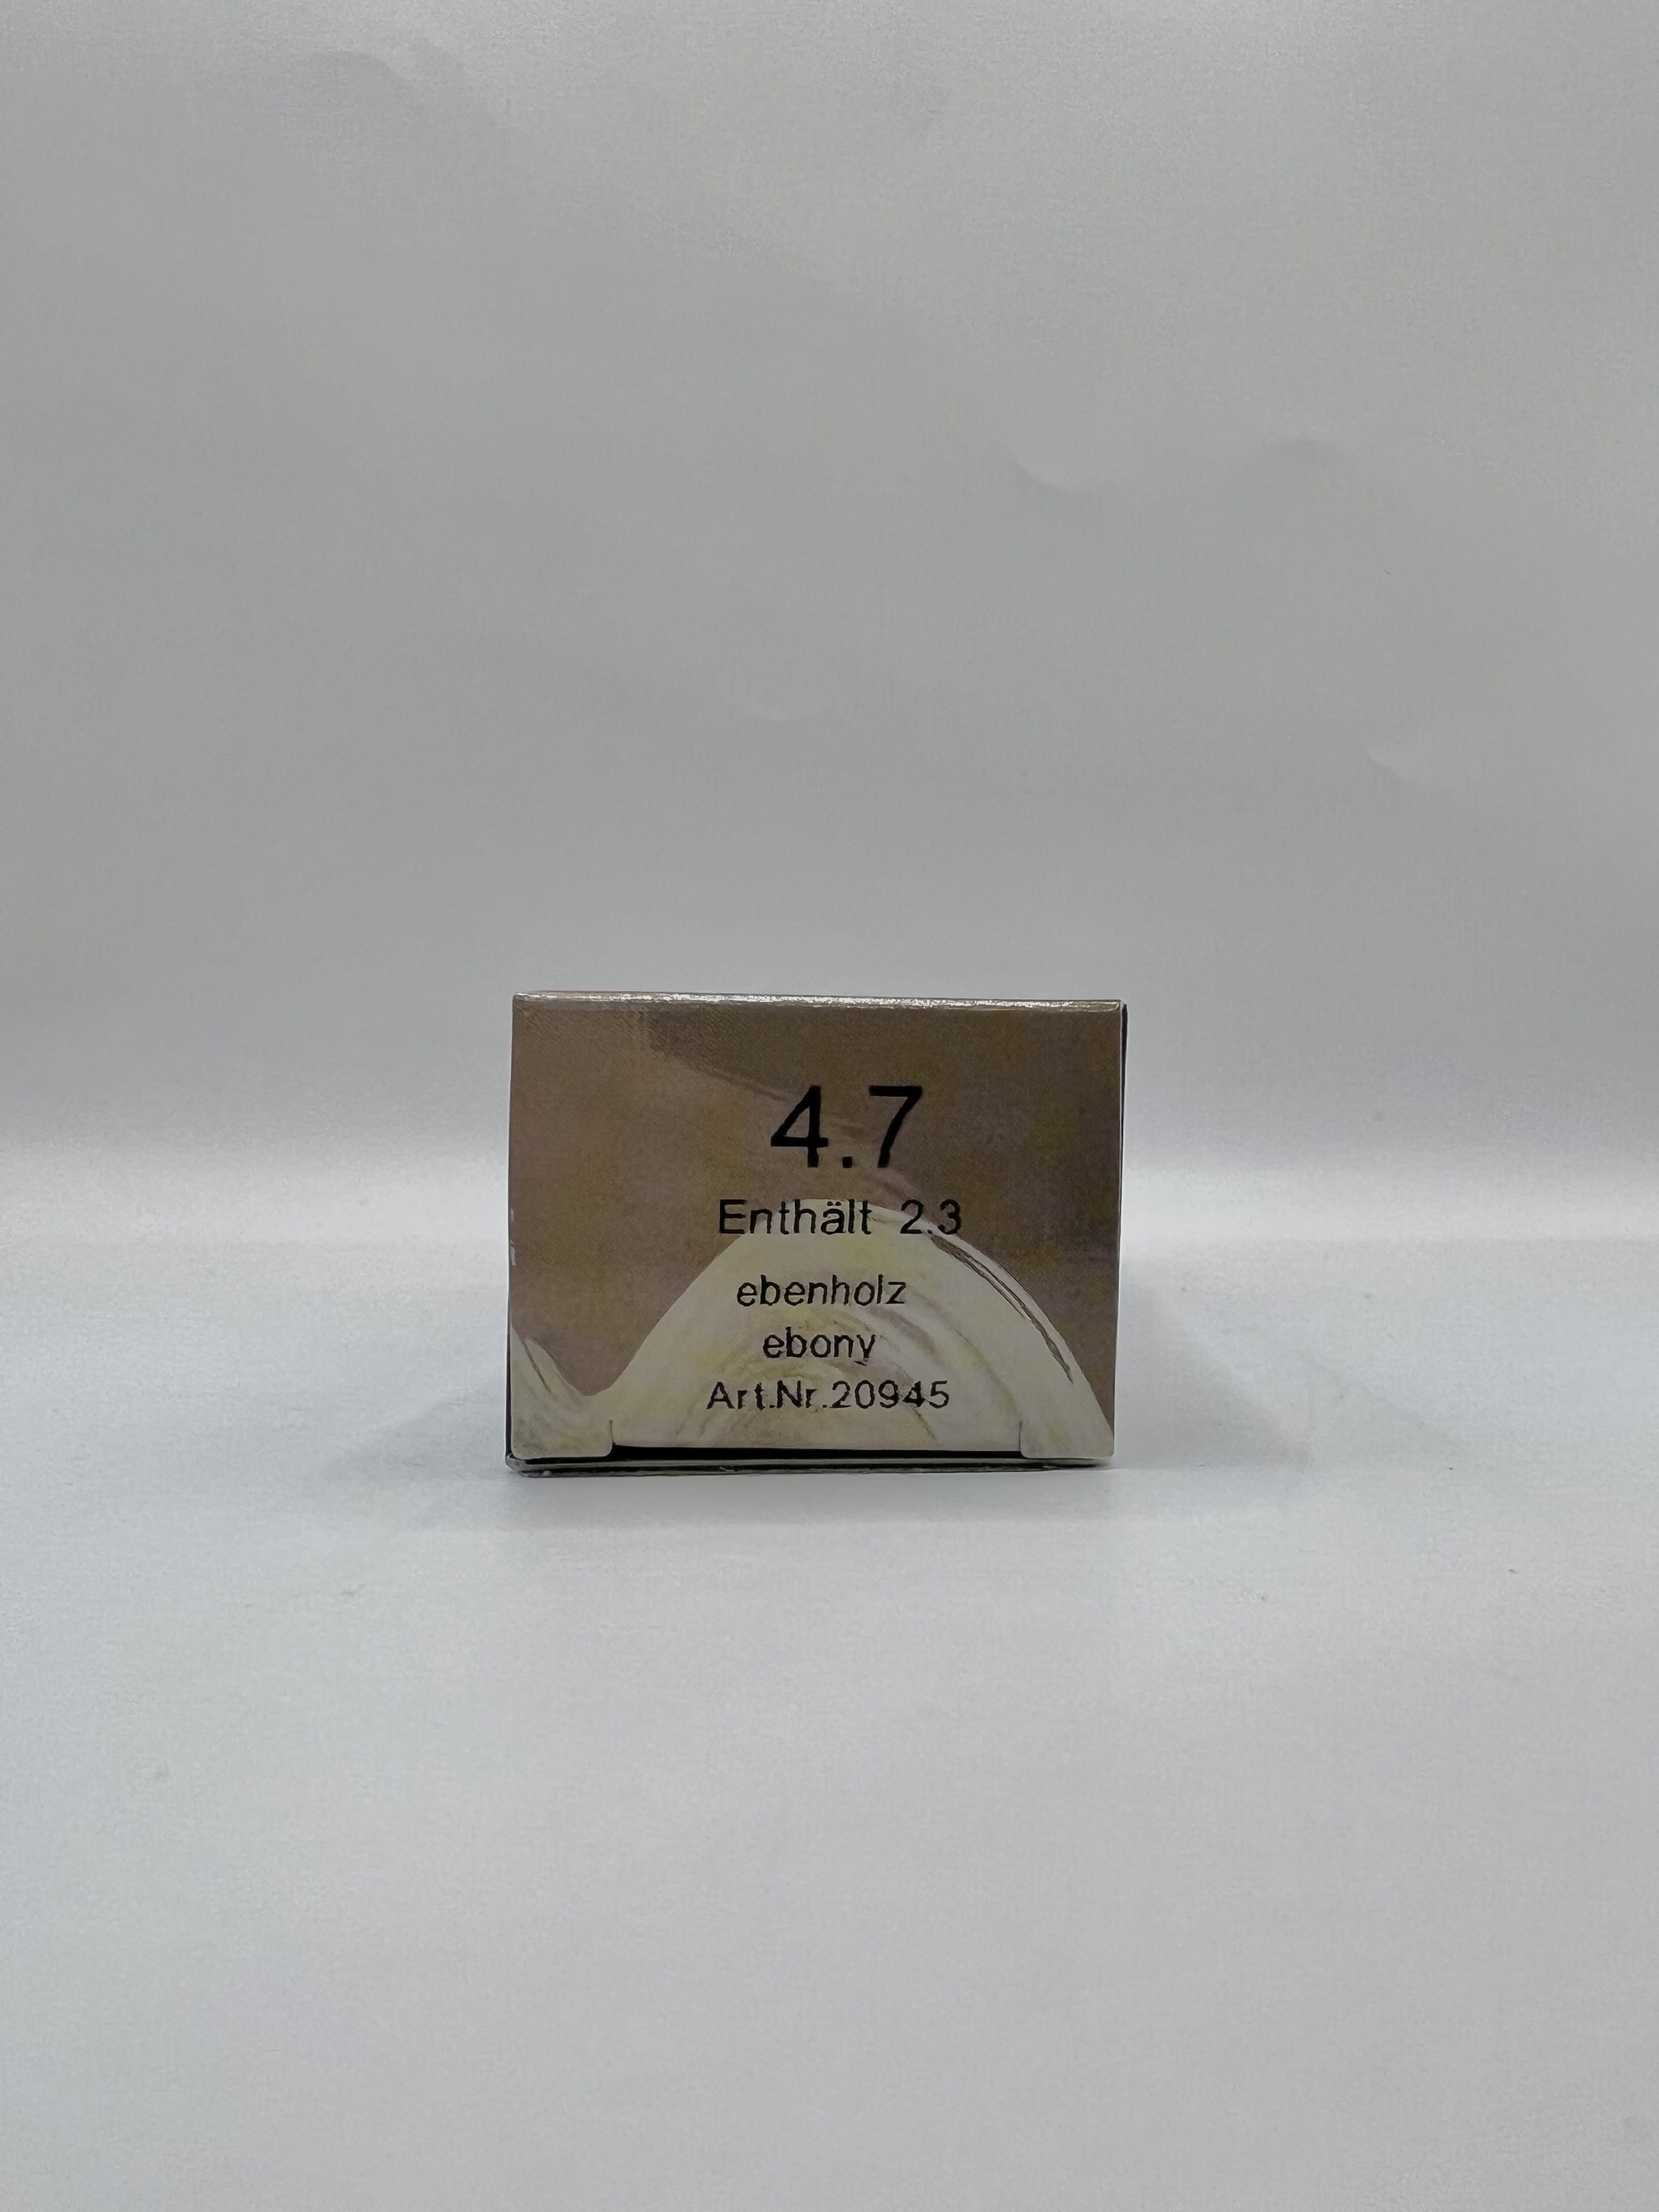 4.7
Enthält 2.3
ebenholz
ebony
Art.Nr.20945